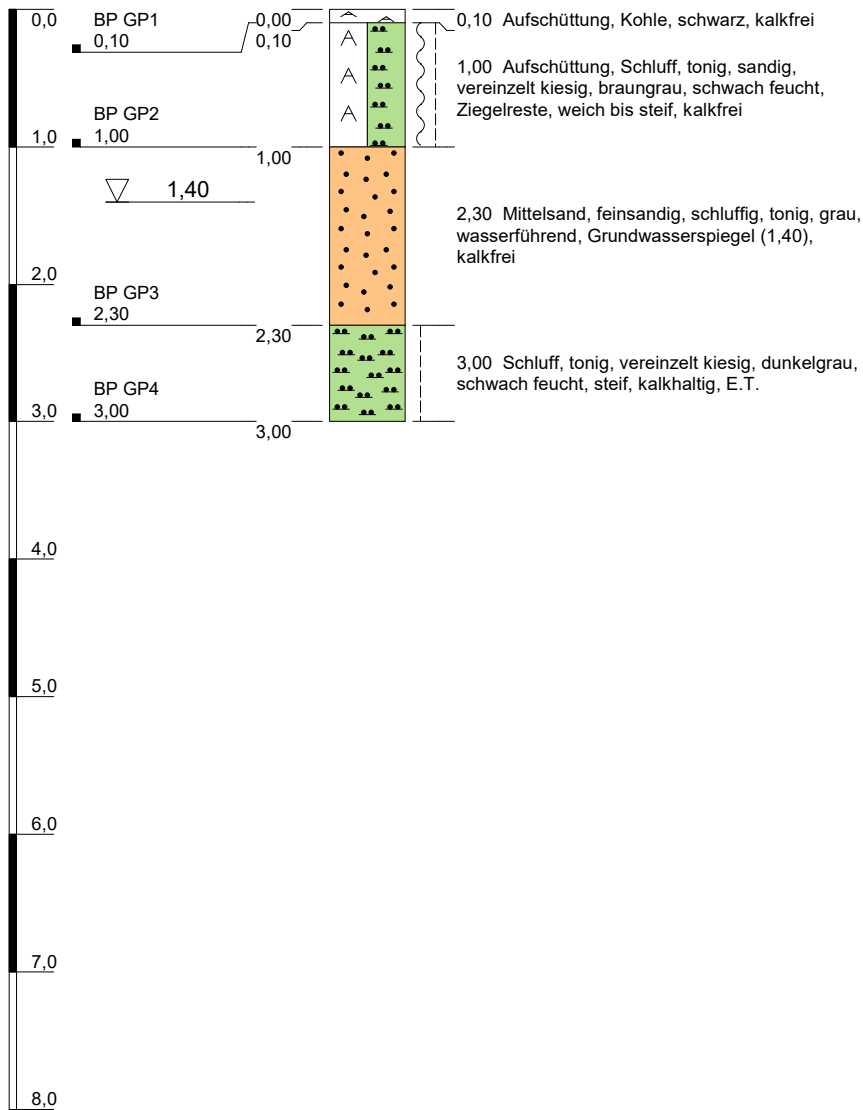 0,0
BP GP1
0,10
0,00
0,10
0,10 Aufschüttung, Kohle, schwarz, kalkfrei
1,00 Aufschüttung, Schluff, tonig, sandig,
vereinzelt kiesig, braungrau, schwach feucht,
Ziegelreste, weich bis steif, kalkfrei
A
A
A
BP GP2
1,00
1,0
1,00
1,40
2,30 Mittelsand, feinsandig, schluffig, tonig, grau,
wasserführend, Grundwasserspiegel (1,40),
kalkfrei
2,0
BP GP3
2,30
2,30
3,00 Schluff, tonig, vereinzelt kiesig, dunkelgrau,
schwach feucht, steif, kalkhaltig, E.T.
BP GP4
3,00
3,0
3,00
4,0
5,0
6,0
7,0
8,0